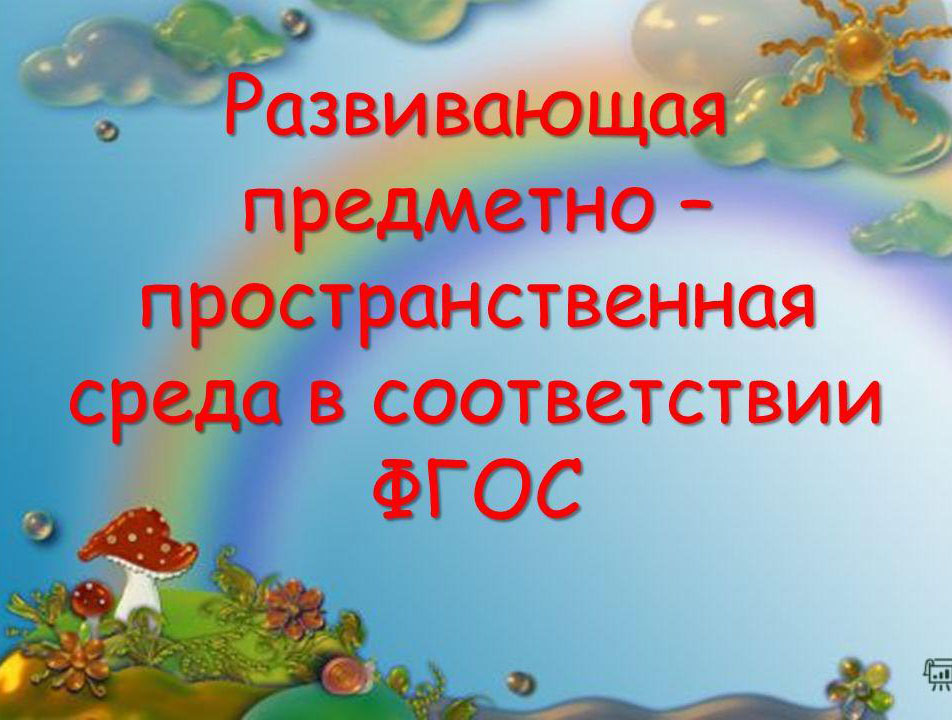 Развивающая
предметно –
пространственная
среда в соответствии
ФГОС